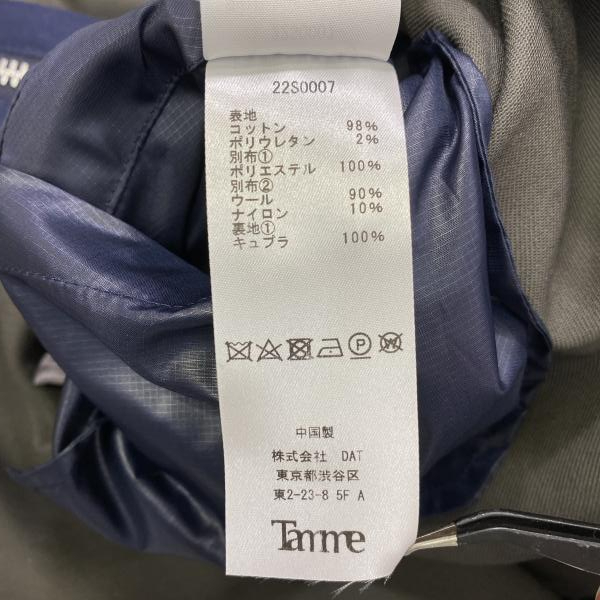 22S0007
表地
コットン 98%
ポリウレタン 2%
別布①
ポリエステル 100%
別布②
ウール 90%
ナイロン 10%
裏地①
キュプラ 100%
中国製
株式会社 DAT
東京都渋谷区
東2-23-8 5F A
Tamme